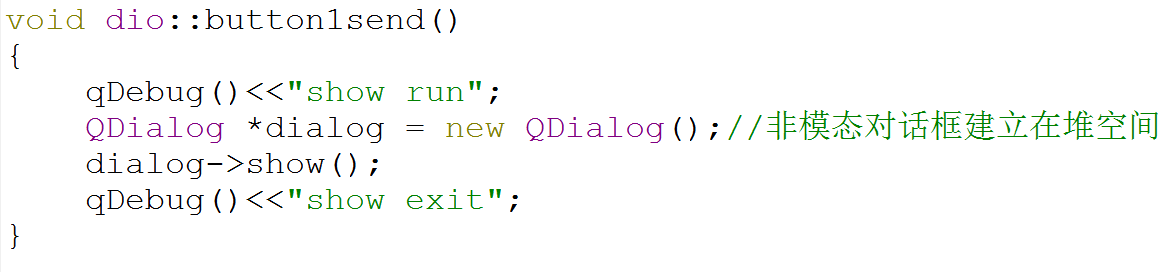 void dio::button1send()
{
    qDebug()<<"show run";
    QDialog *dialog = new QDialog();//非模态对话框建立在堆空间
    dialog->show();
    qDebug()<<"show exit";
}